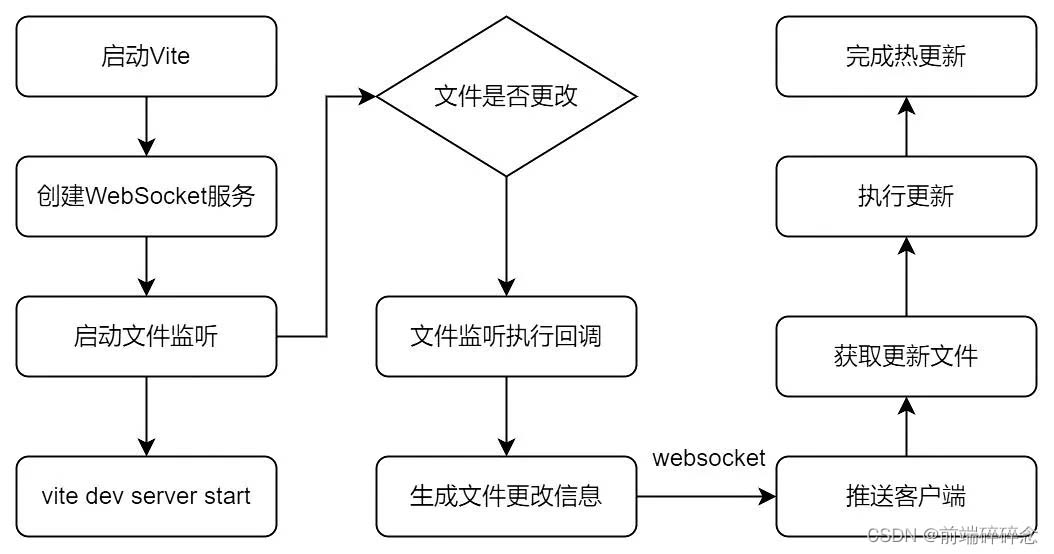 启动Vite
创建WebSocket服务
启动文件监听
vite dev server start
文件是否更改
文件监听执行回调
生成文件更改信息
websocket
推送客户端
获取更新文件
执行更新
完成热更新
CSDN @前端碎碎念